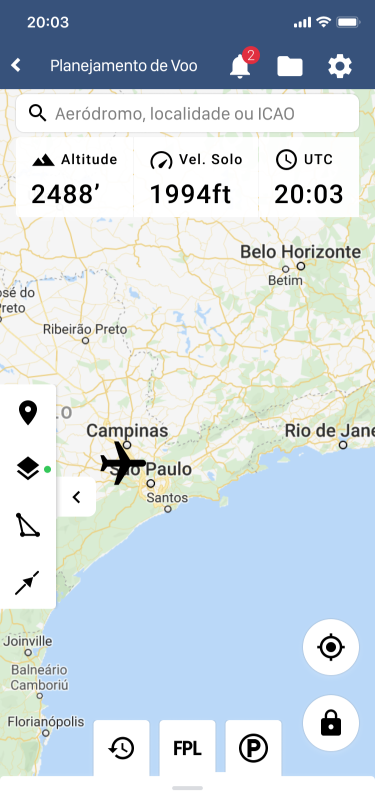 20:03
Planejamento de Voo
2
Aeródromo, localidade ou ICAO
Altitude
2488’
Vel. Solo
1994ft
UTC
20:03
Belo Horizonte
Betim
osé do
Preto
Ribeirão Preto
LO
Campinas
Rio de Jane
São Paulo
Santos
Joinville
Balneário
Camboriú
Florianópolis
FPL
P